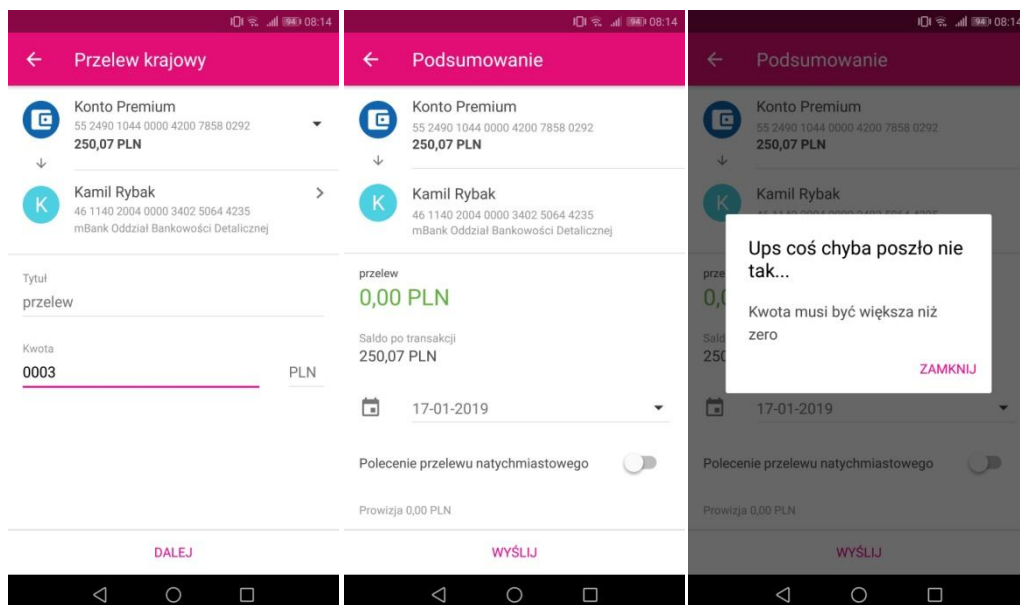 94 08:14
Przelew krajowy
Konto Premium
55 2490 1044 0000 4200 7858 0292
250,07 PLN
K
Kamil Rybak
46 1140 2004 0000 3402 5064 4235
mBank Oddział Bankowości Detalicznej
Tytuł
przelew
Kwota
0003 PLN
DALEJ
94 08:14
Podsumowanie
Konto Premium
55 2490 1044 0000 4200 7858 0292
250,07 PLN
K
Kamil Rybak
46 1140 2004 0000 3402 5064 4235
mBank Oddział Bankowości Detalicznej
przelew
0,00 PLN
Saldo po transakcji
250,07 PLN
17-01-2019
Polecenie przelewu natychmiastowego
Prowizja 0,00 PLN
WYŚLIJ
94 08:14
Podsumowanie
Konto Premium
55 2490 1044 0000 4200 7858 0292
250,07 PLN
K
Kamil Rybak
Ups coś chyba poszło nie
tak...
Kwota musi być większa niż
zero
ZAMKNIJ
17-01-2019
Polecenie przelewu natychmiastowego
Prowizja 0,00 PLN
WYŚLIJ